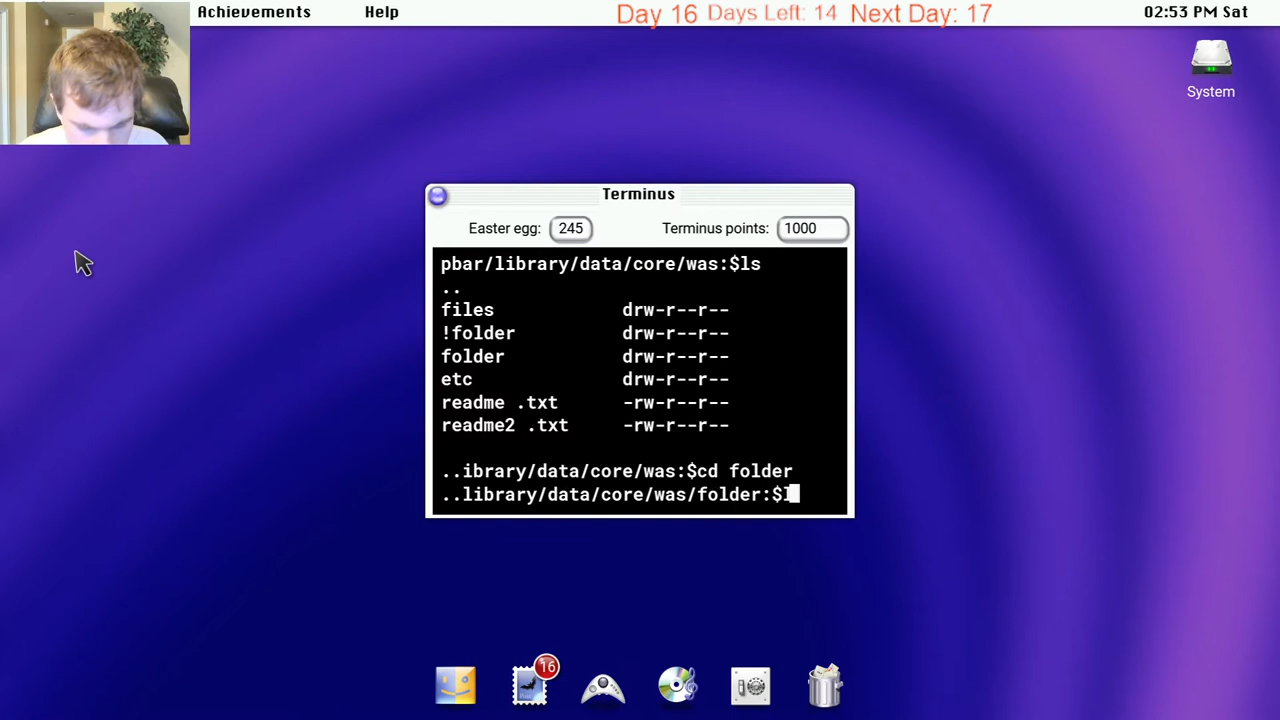 Achievements Help Day 16 Days Left: 14 Next Day: 17 02:53 PM Sat
System
Terminus
Easter egg: 245 Terminus points: 1000
pbar/library/data/core/was:$ls
..
files drw-r--r--
!folder drw-r--r--
folder drw-r--r--
etc drw-r--r--
readme .txt -rw-r--r--
readme2 .txt -rw-r--r--
..ibrary/data/core/was:$cd folder
..library/data/core/was/folder:$l
16